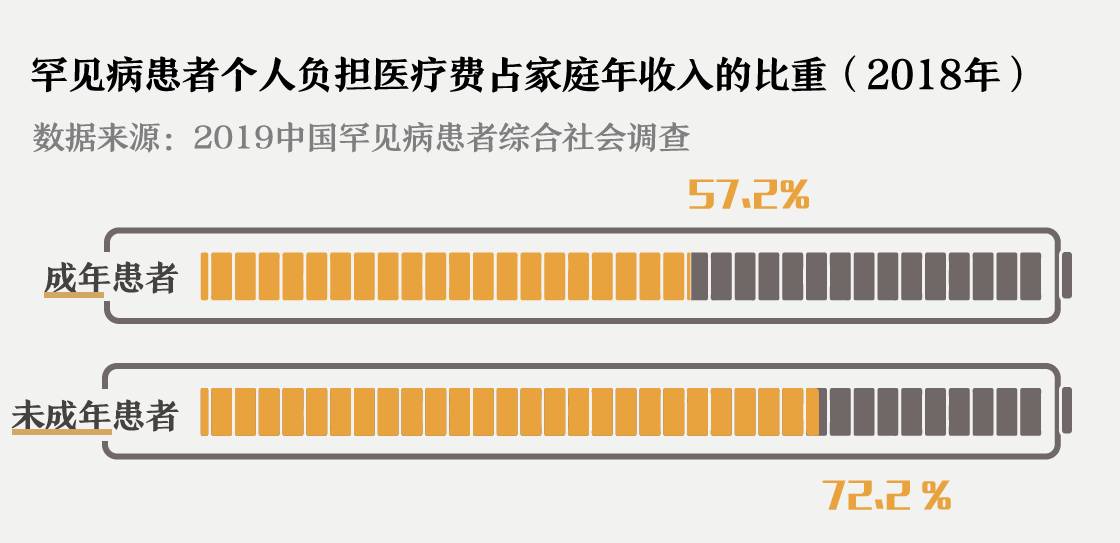 罕见病患者个人负担医疗费占家庭年收入的比重（2018年）
数据来源：2019中国罕见病患者综合社会调查
57.2%
成年患者
未成年患者
72.2%